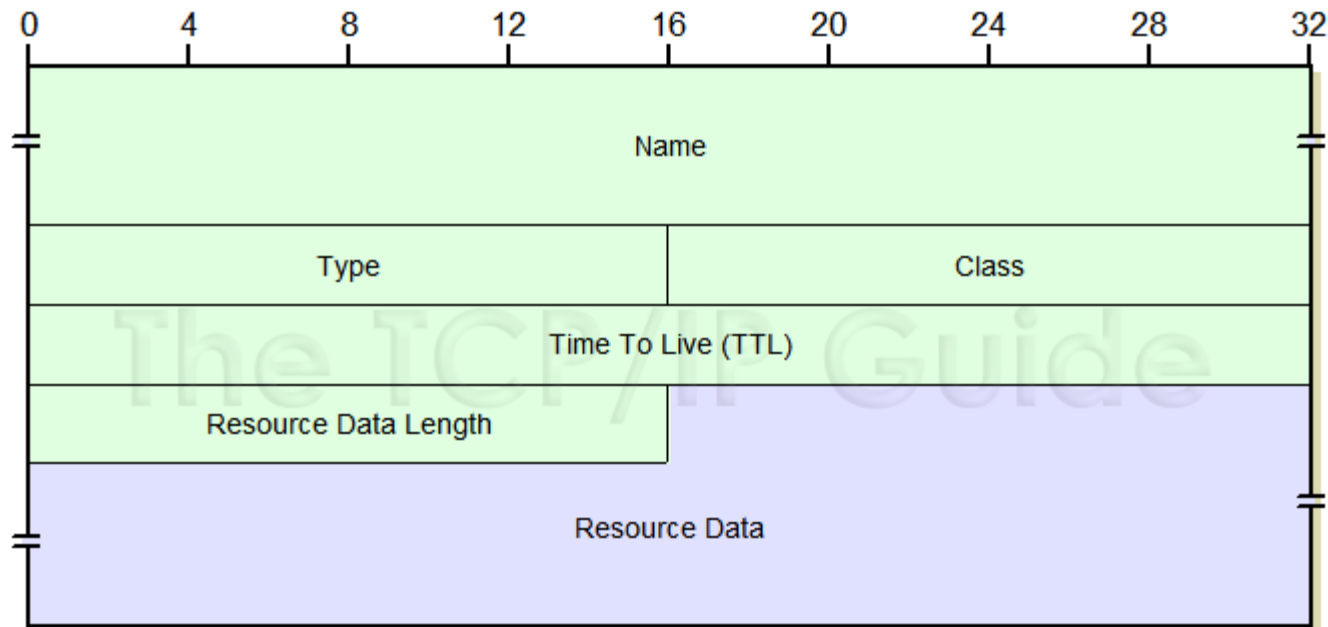 0 4 8 12 16 20 24 28 32
Name
Type Class
Time To Live (TTL)
The TCP/IP Guide
Resource Data Length
Resource Data